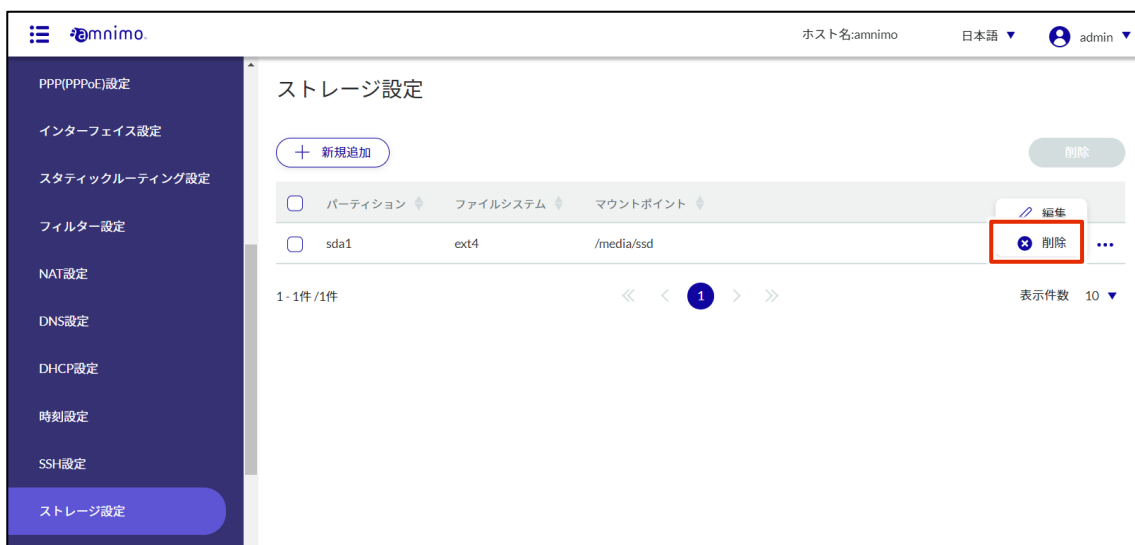 amnimo.
ホスト名:amnimo
日本語 ▼
admin ▼
PPP(PPPoE)設定
インターフェイス設定
スタティックルーティング設定
フィルター設定
NAT設定
DNS設定
DHCP設定
時刻設定
SSH設定
ストレージ設定
ストレージ設定
＋ 新規追加
削除
パーティション ファイルシステム マウントポイント
編集
sda1 ext4 /media/ssd
削除 •••
1 - 1件 /1件
≪ < 1 > ≫
表示件数 10 ▼